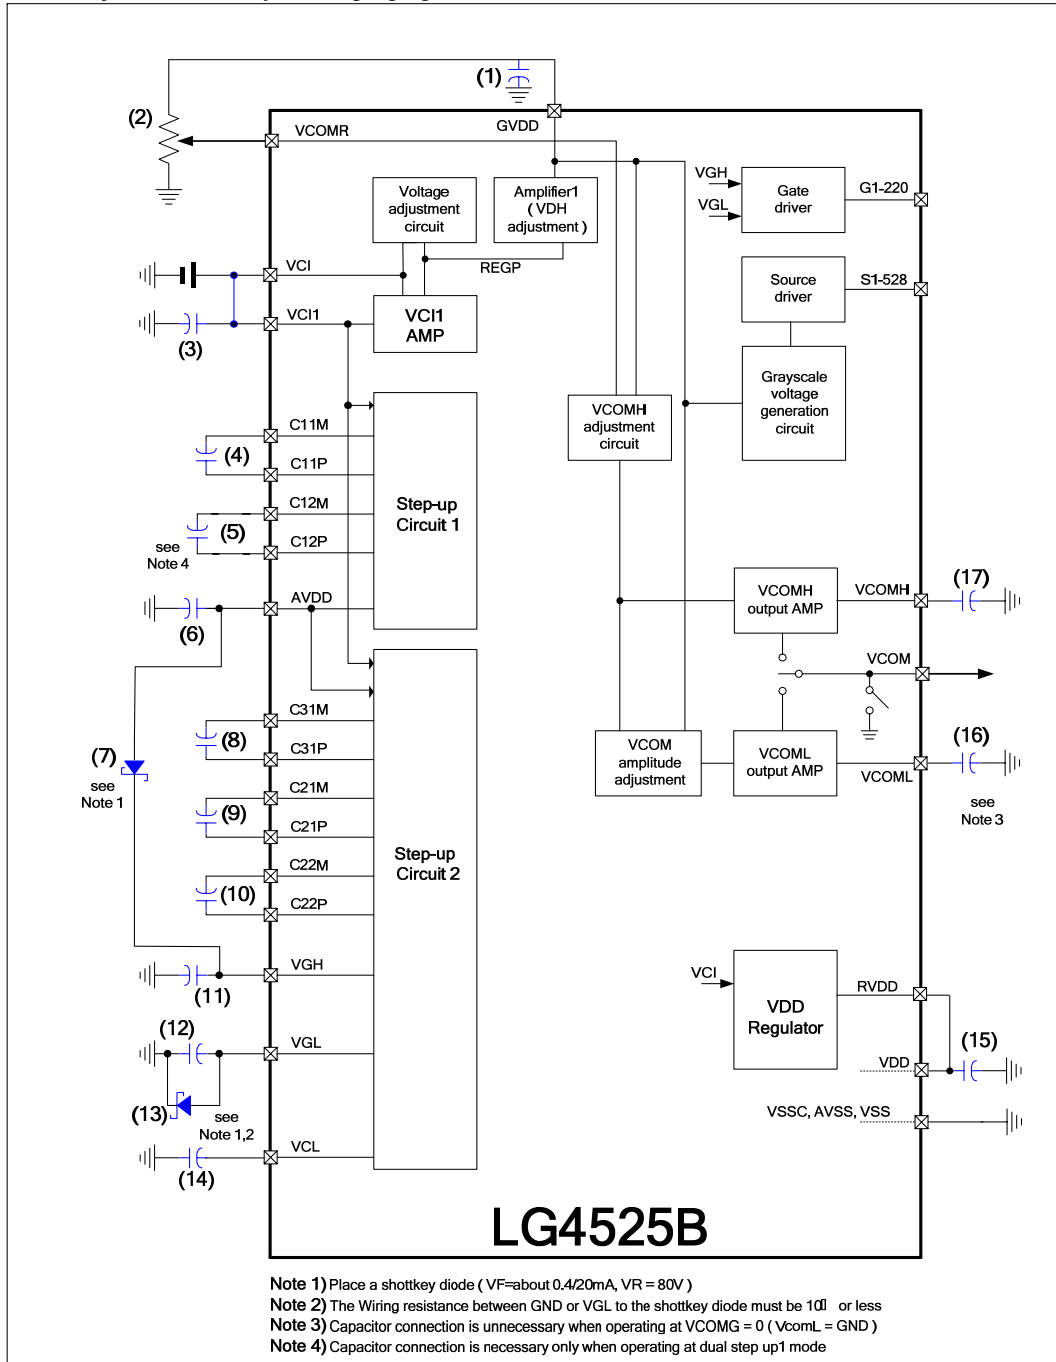 (1)
(2)
VCOMR
GVDD
Voltage
adjustment
circuit
Amplifier1
( VDH
adjustment )
VGH
VGL
Gate
driver
G1-220
REGP
VCI
VCI1
(3)
VCI1
AMP
Source
driver
S1-528
Grayscale
voltage
generation
circuit
VCOMH
adjustment
circuit
C11M
(4)
C11P
C12M
(5)
C12P
see
Note 4
Step-up
Circuit 1
AVDD
(6)
VCOMH
output AMP
VCOMH
(17)
VCOM
C31M
(8)
C31P
(7)
see
Note 1
C21M
(9)
C21P
C22M
(10)
C22P
Step-up
Circuit 2
VCOM
amplitude
adjustment
VCOML
output AMP
VCOML
(16)
see
Note 3
VGH
(11)
VCI
VDD
Regulator
RVDD
VDD
(15)
(12)
VGL
(13)
see
Note 1,2
VSSC, AVSS, VSS
VCL
(14)
LG4525B
Note 1) Place a shottkey diode ( VF=about 0.4/20mA, VR = 80V )
Note 2) The Wiring resistance between GND or VGL to the shottkey diode must be 10▯ or less
Note 3) Capacitor connection is unnecessary when operating at VCOMG = 0 ( VcomL = GND )
Note 4) Capacitor connection is necessary only when operating at dual step up1 mode